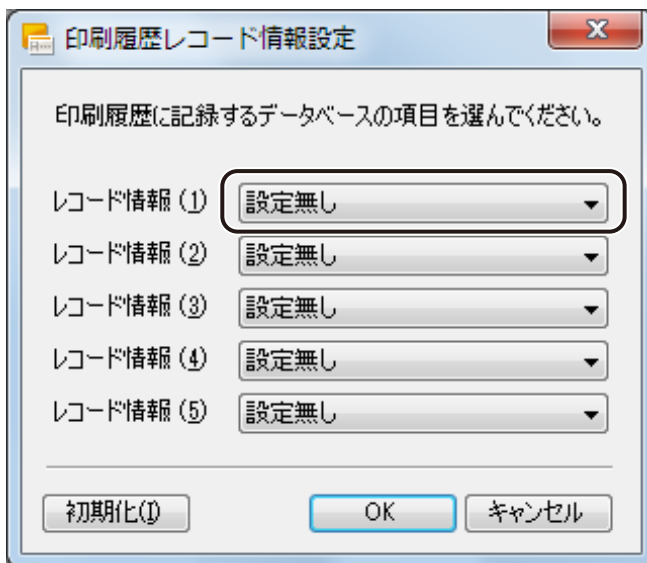 印刷履歴レコード情報設定
印刷履歴に記録するデータベースの項目を選んでください。
レコード情報(1) 設定無し
レコード情報(2) 設定無し
レコード情報(3) 設定無し
レコード情報(4) 設定無し
レコード情報(5) 設定無し
初期化(I) OK キャンセル